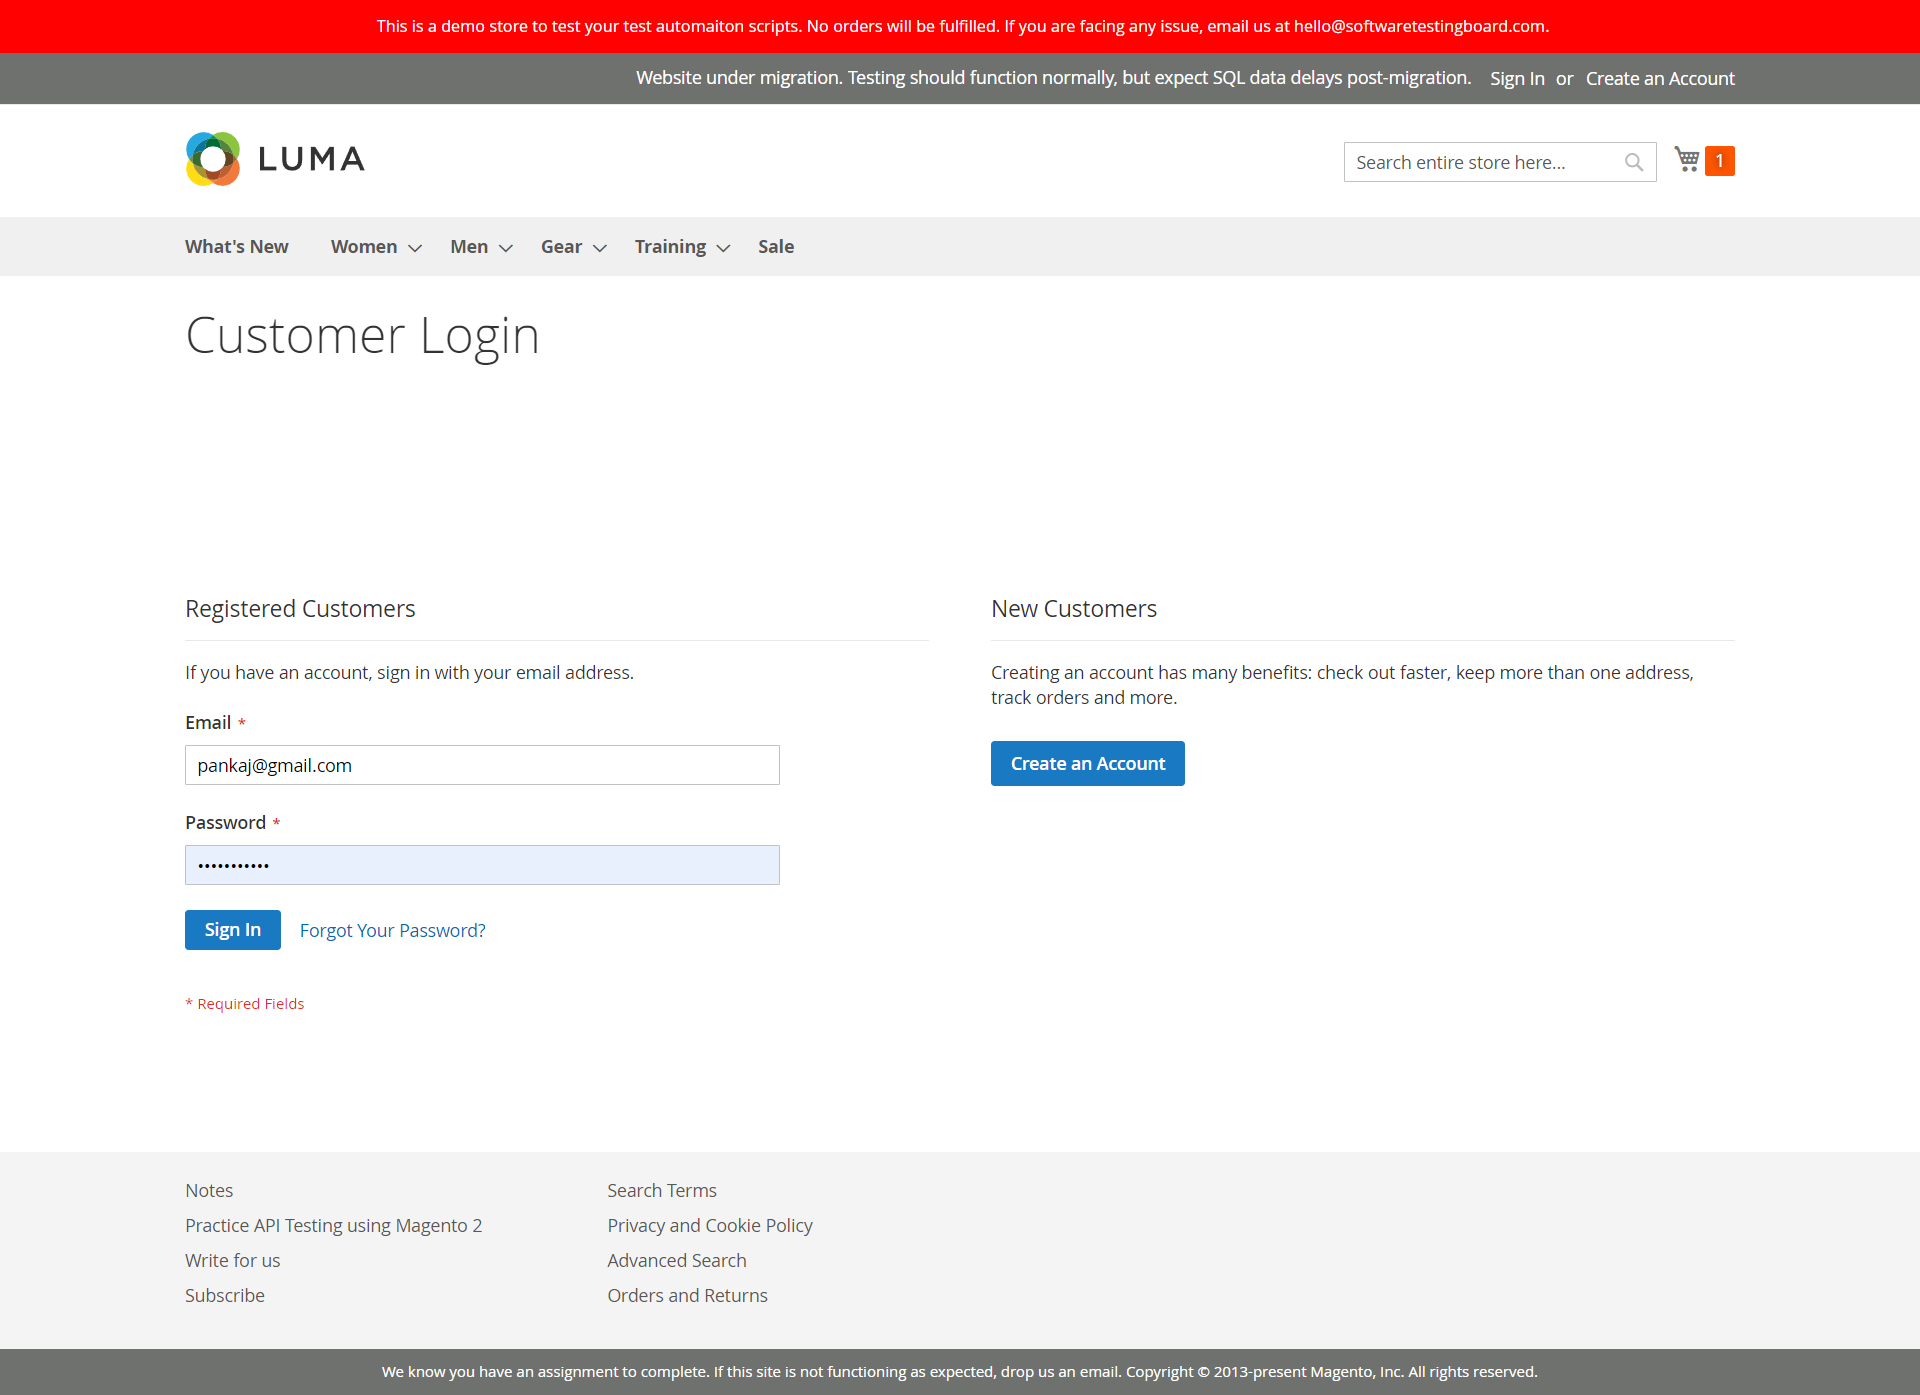 This is a demo store to test your test automaiton scripts. No orders will be fulfilled. If you are facing any issue, email us at hello@softwaretestingboard.com.
Website under migration. Testing should function normally, but expect SQL data delays post-migration. Sign In or Create an Account
LUMA
Search entire store here...
1
What's New Women Men Gear Training Sale
Customer Login
Registered Customers
If you have an account, sign in with your email address.
Email *
pankaj@gmail.com
Password *
•••••••••••
Sign In Forgot Your Password?
* Required Fields
New Customers
Creating an account has many benefits: check out faster, keep more than one address,
track orders and more.
Create an Account
Notes
Practice API Testing using Magento 2
Write for us
Subscribe
Search Terms
Privacy and Cookie Policy
Advanced Search
Orders and Returns
We know you have an assignment to complete. If this site is not functioning as expected, drop us an email. Copyright © 2013-present Magento, Inc. All rights reserved.